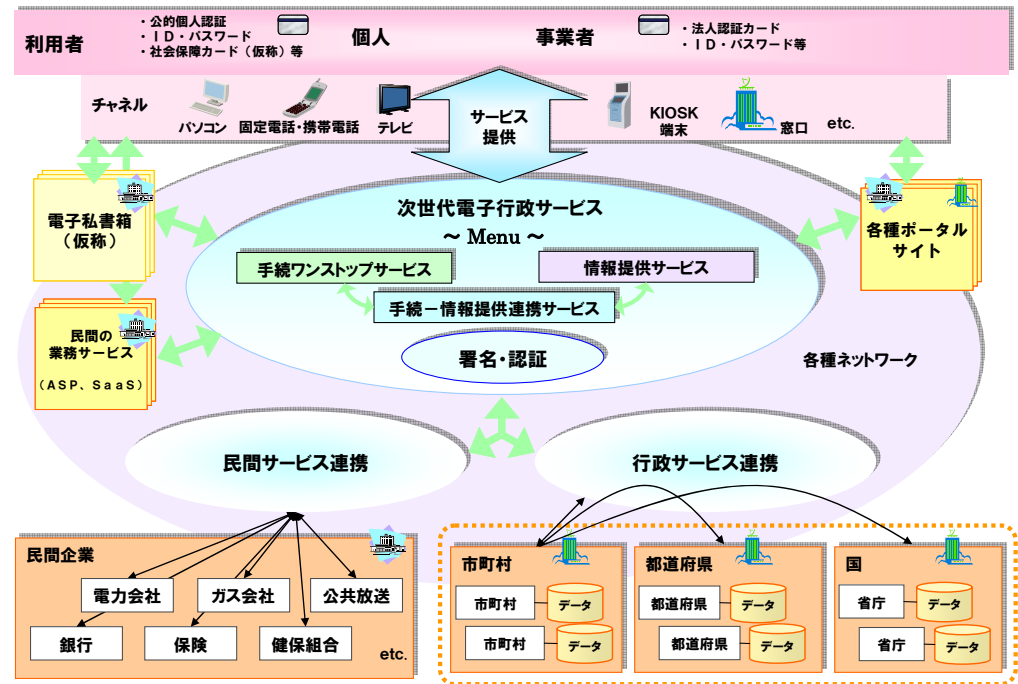 利用者
・公的個人認証
・ID・パスワード
・社会保障カード（仮称）等
個人
事業者
・法人認証カード
・ID・パスワード等
チャネル
パソコン
固定電話・携帯電話
テレビ
サービス
提供
KIOSK
端末
窓口
etc.
電子私書箱
（仮称）
次世代電子行政サービス
～ Menu ～
手続ワンストップサービス
情報提供サービス
手続－情報提供連携サービス
署名・認証
各種ポータル
サイト
民間の
業務サービス
（ASP、SaaS）
各種ネットワーク
民間サービス連携
行政サービス連携
民間企業
電力会社
ガス会社
公共放送
銀行
保険
健保組合
etc.
市町村
市町村
データ
市町村
データ
都道府県
都道府県
データ
都道府県
データ
国
省庁
データ
省庁
データ